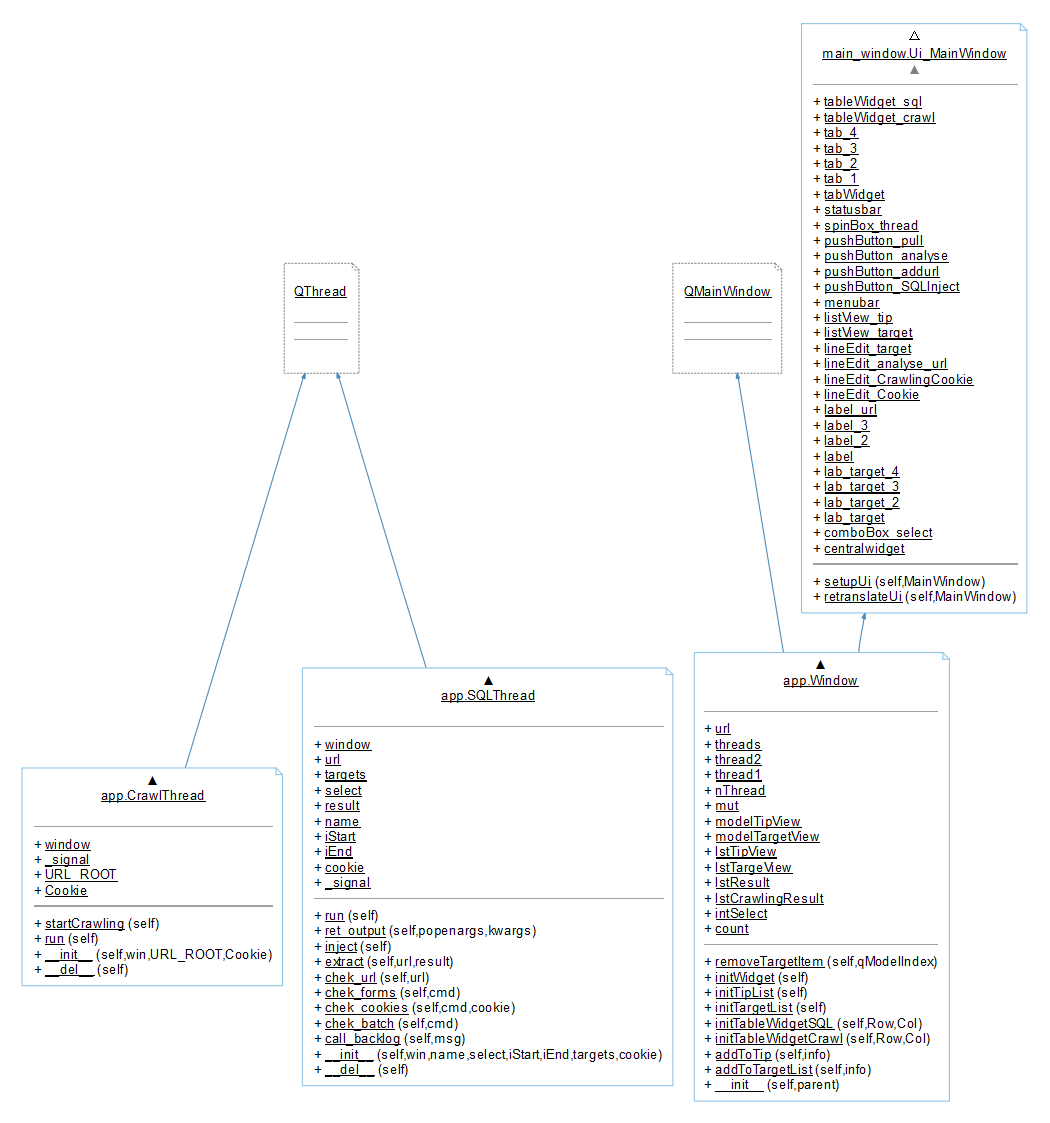 main_window.Ui_MainWindow
+ tableWidget_sql
+ tableWidget_crawl
+ tab_4
+ tab_3
+ tab_2
+ tab_1
+ tabWidget
+ statusbar
+ spinBox_thread
+ pushButton_pull
+ pushButton_analyse
+ pushButton_addurl
+ pushButton_SQLInject
+ menubar
+ listView_tip
+ listView_target
+ lineEdit_target
+ lineEdit_analyse_url
+ lineEdit_CrawlingCookie
+ lineEdit_Cookie
+ label_url
+ label_3
+ label_2
+ label
+ lab_target_4
+ lab_target_3
+ lab_target_2
+ lab_target
+ comboBox_select
+ centralwidget
+ setupUi (self,MainWindow)
+ retranslateUi (self,MainWindow)
QThread
QMainWindow
app.CrawlThread
+ window
+ _signal
+ URL_ROOT
+ Cookie
+ startCrawling (self)
+ run (self)
+ __init__ (self,win,URL_ROOT,Cookie)
+ __del__ (self)
app.SQLThread
+ window
+ url
+ targets
+ select
+ result
+ name
+ iStart
+ iEnd
+ cookie
+ _signal
+ run (self)
+ ret_output (self,popenargs,kwargs)
+ inject (self)
+ extract (self,url,result)
+ chek_url (self,url)
+ chek_forms (self,cmd)
+ chek_cookies (self,cmd,cookie)
+ chek_batch (self,cmd)
+ call_backlog (self,msg)
+ __init__ (self,win,name,select,iStart,iEnd,targets,cookie)
+ __del__ (self)
app.Window
+ url
+ threads
+ thread2
+ thread1
+ nThread
+ mut
+ modelTipView
+ modelTargetView
+ lstTipView
+ lstTargeView
+ lstResult
+ lstCrawlingResult
+ intSelect
+ count
+ removeTargetItem (self,qModelIndex)
+ initWidget (self)
+ initTipList (self)
+ initTargetList (self)
+ initTableWidgetSQL (self,Row,Col)
+ initTableWidgetCrawl (self,Row,Col)
+ addToTip (self,info)
+ addToTargetList (self,info)
+ __init__ (self,parent)